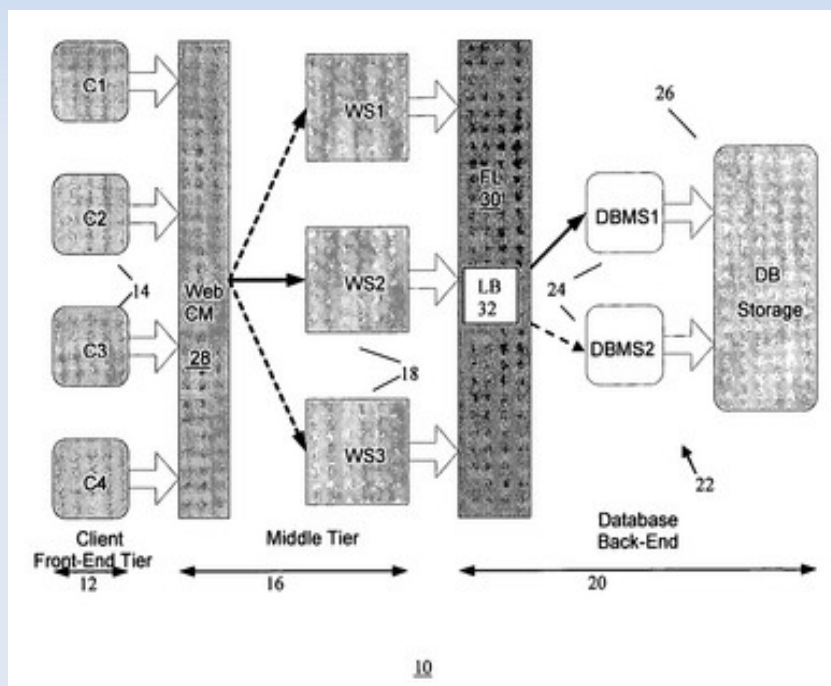 C1
C2
14
C3
C4
Web
CM
28
WS1
WS2
18
WS3
FL
30
LB
32
26
DBMS1
24
DBMS2
DB
Storage
22
Client
Front-End Tier
12
Middle Tier
16
Database
Back-End
20
10